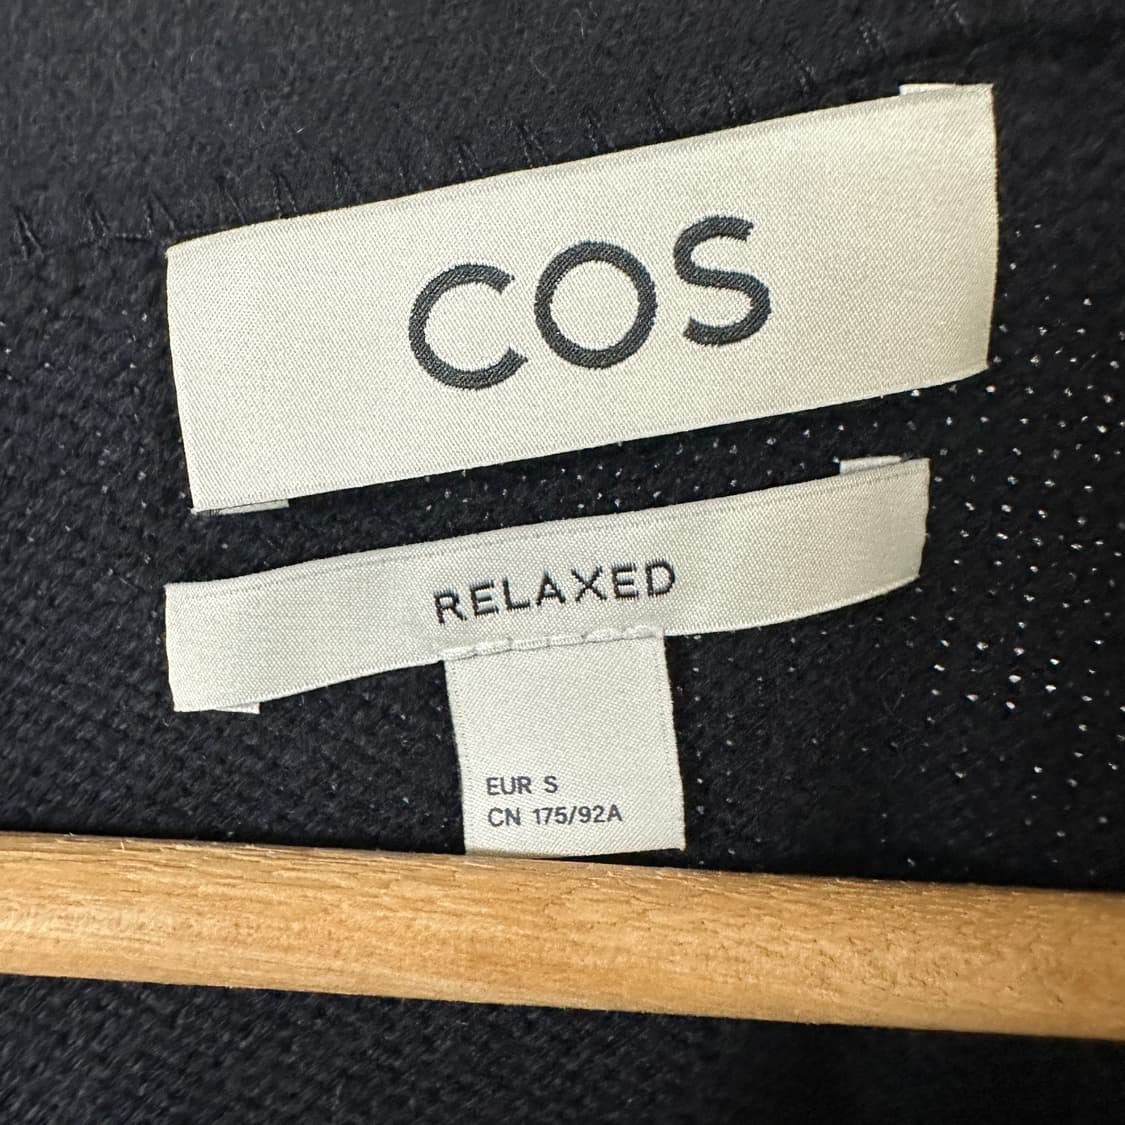 COS
RELAXED
EUR S
CN 175/92A